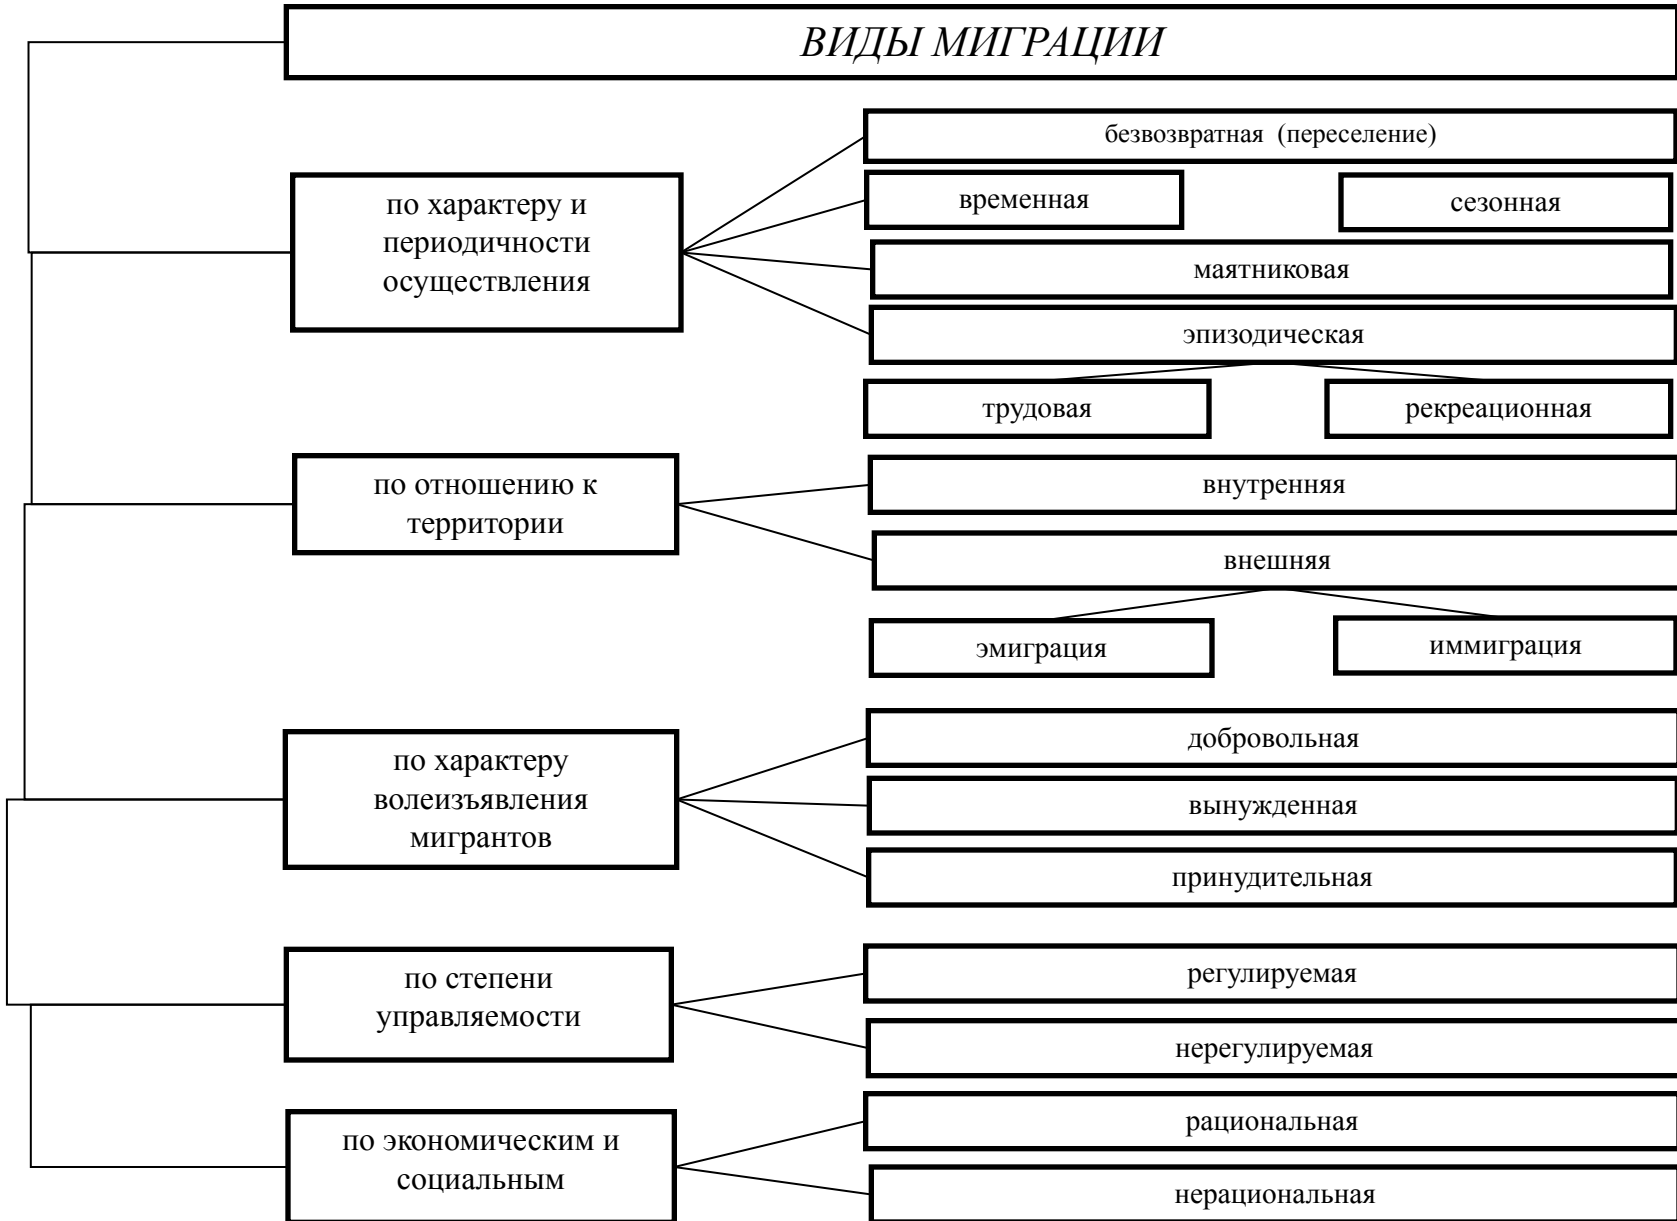 ВИДЫ МИГРАЦИИ
безвозвратная (переселение)
по характеру и
периодичности
осуществления
временная
сезонная
маятниковая
эпизодическая
трудовая
рекреационная
по отношению к
территории
внутренняя
внешняя
эмиграция
иммиграция
по характеру
волеизъявления
мигрантов
добровольная
вынужденная
принудительная
по степени
управляемости
регулируемая
нерегулируемая
по экономическим и
социальным
рациональная
нерациональная